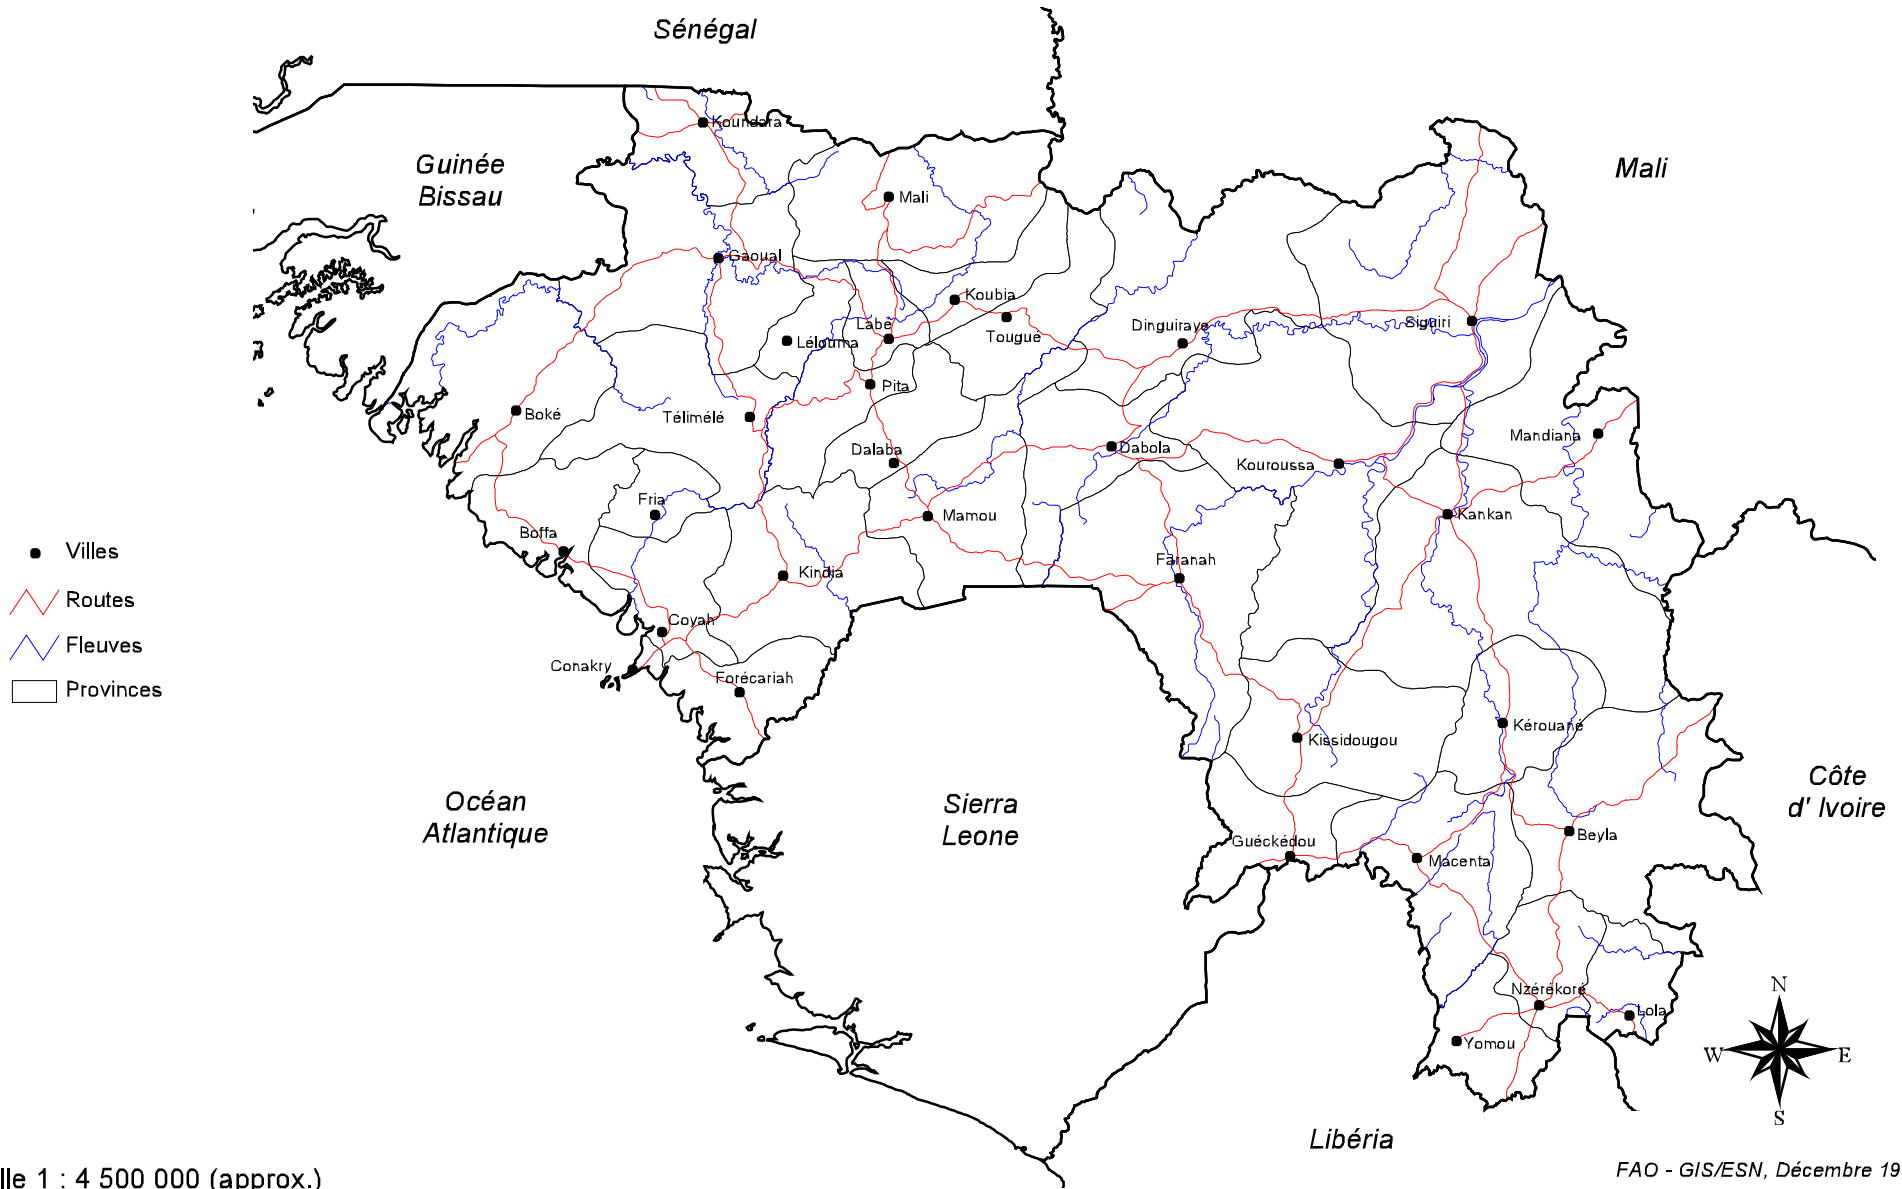 Sénégal
Koundara
Guinée
Bissau
Mali
Mali
Gaoual
Koubia
Labé
Tougué
Dinguiraye
Siguiri
Lélouma
Pita
Boké
Télimélé
Mandiana
Dalaba
Dabola
Kouroussa
Fria
Mamou
Kankan
Boffa
Villes
Kindia
Faranah
Routes
Coyah
Fleuves
Conakry
Forécariah
Provinces
Kérouané
Kissidougou
Océan
Atlantique
Sierra
Leone
Côte
d' Ivoire
Guéckédou
Beyla
Macenta
Nzérékoré
Lola
Yomou
N
W
E
S
Libéria
lle 1 : 4 500 000 (approx.)
FAO - GIS/ESN, Décembre 19